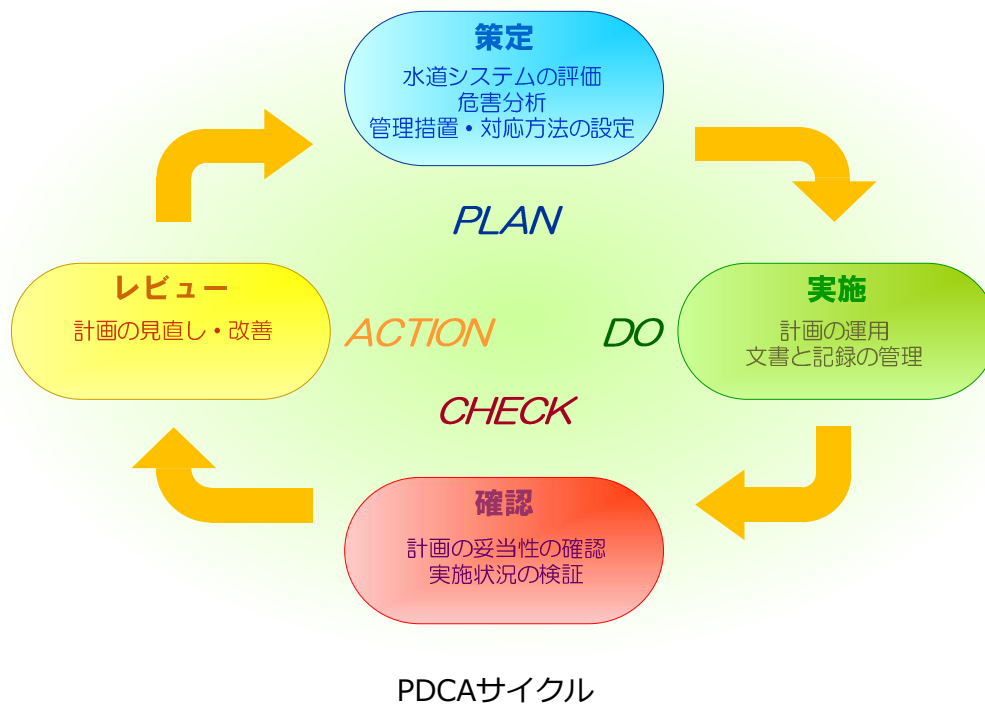 策定
水道システムの評価
危害分析
管理措置・対応方法の設定
PLAN
実施
計画の運用
文書と記録の管理
DO
確認
計画の妥当性の確認
実施状況の検証
CHECK
レビュー
計画の見直し・改善
ACTION
PDCAサイクル